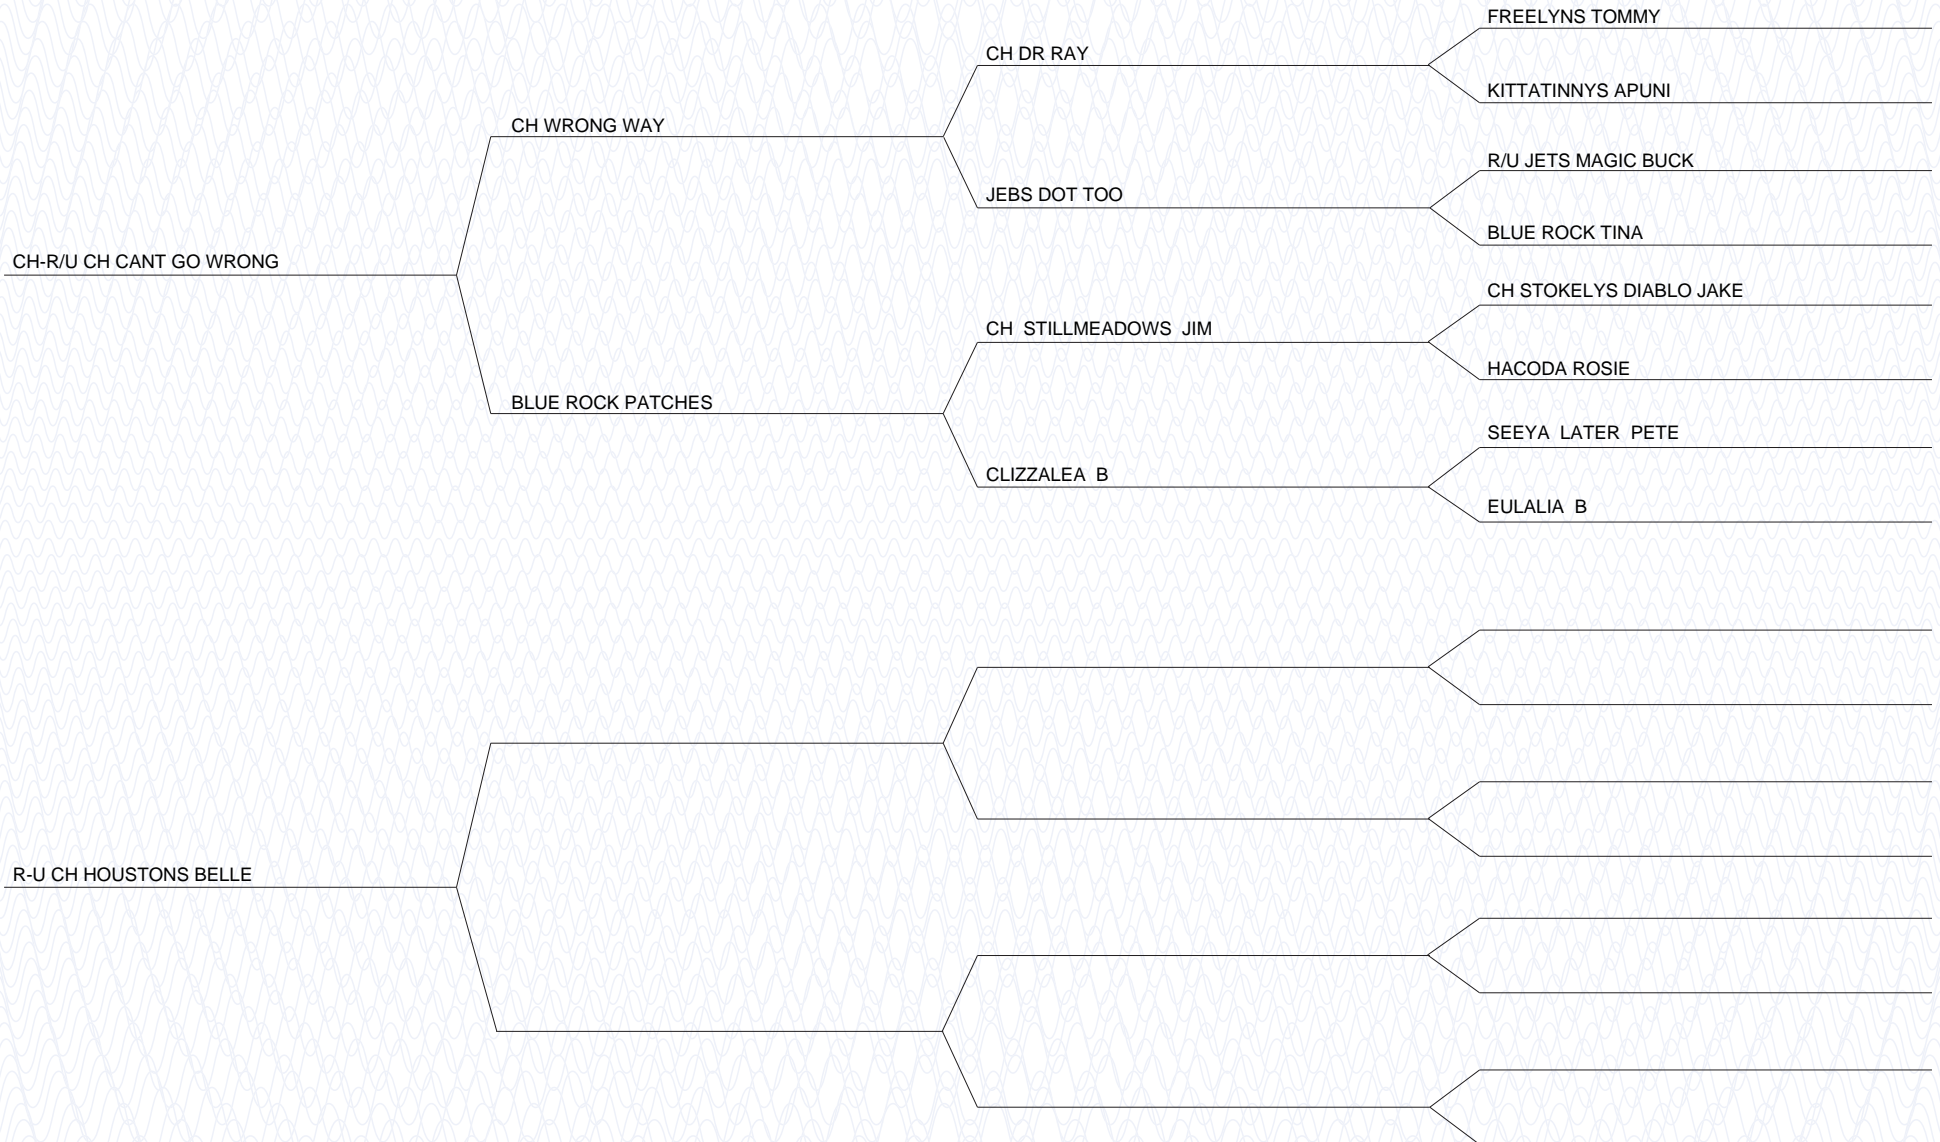 FREELYNS TOMMY
CH DR RAY
KITTATINNYS APUNI
CH WRONG WAY
R/U JETS MAGIC BUCK
JEBS DOT TOO
BLUE ROCK TINA
CH-R/U CH CANT GO WRONG
CH STOKELYS DIABLO JAKE
CH  STILLMEADOWS  JIM
HACODA ROSIE
BLUE ROCK PATCHES
SEEYA  LATER  PETE
CLIZZALEA  B
EULALIA  B
R-U CH HOUSTONS BELLE